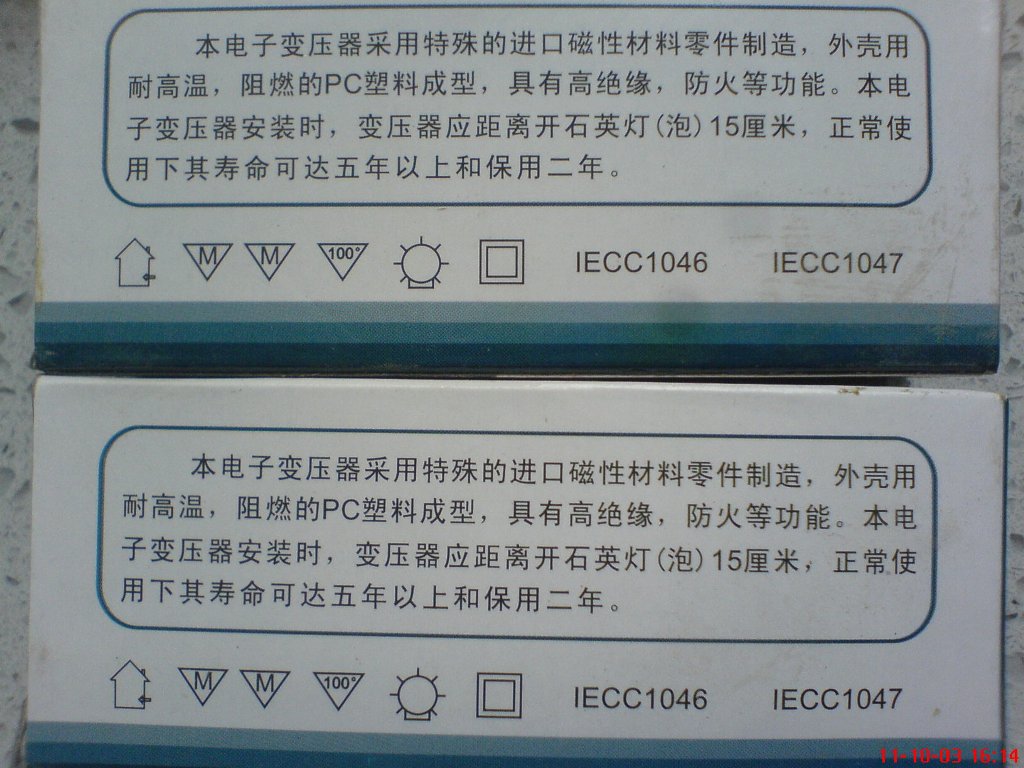 本电子变压器采用特殊的进口磁性材料零件制造，外壳用
耐高温，阻燃的PC塑料成型，具有高绝缘，防火等功能。本电
子变压器安装时，变压器应距离开石英灯(泡)15厘米，正常使
用下其寿命可达五年以上和保用二年。
M M 100° IECC1046 IECC1047
本电子变压器采用特殊的进口磁性材料零件制造，外壳用
耐高温，阻燃的PC塑料成型，具有高绝缘，防火等功能。本电
子变压器安装时，变压器应距离开石英灯(泡)15厘米，正常使
用下其寿命可达五年以上和保用二年。
M M 100° IECC1046 IECC1047
11-10-03 16:14